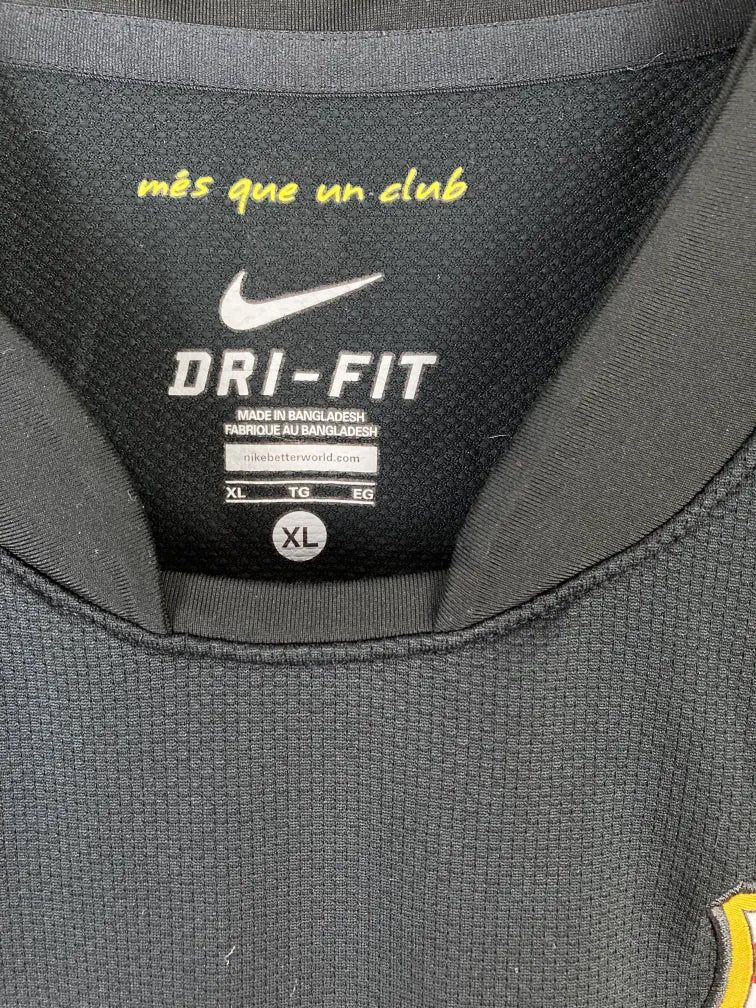 més que un club
DRI-FIT
MADE IN BANGLADESH
FABRIQUE AU BANGLADESH
nikebetterworld.com
XL TG EG
XL